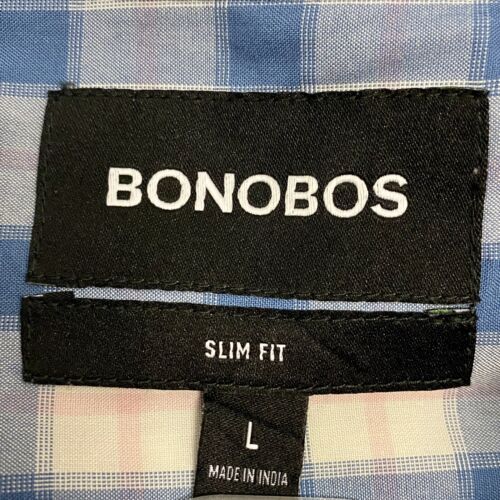 BONOBOS
SLIM FIT
L
MADE IN INDIA